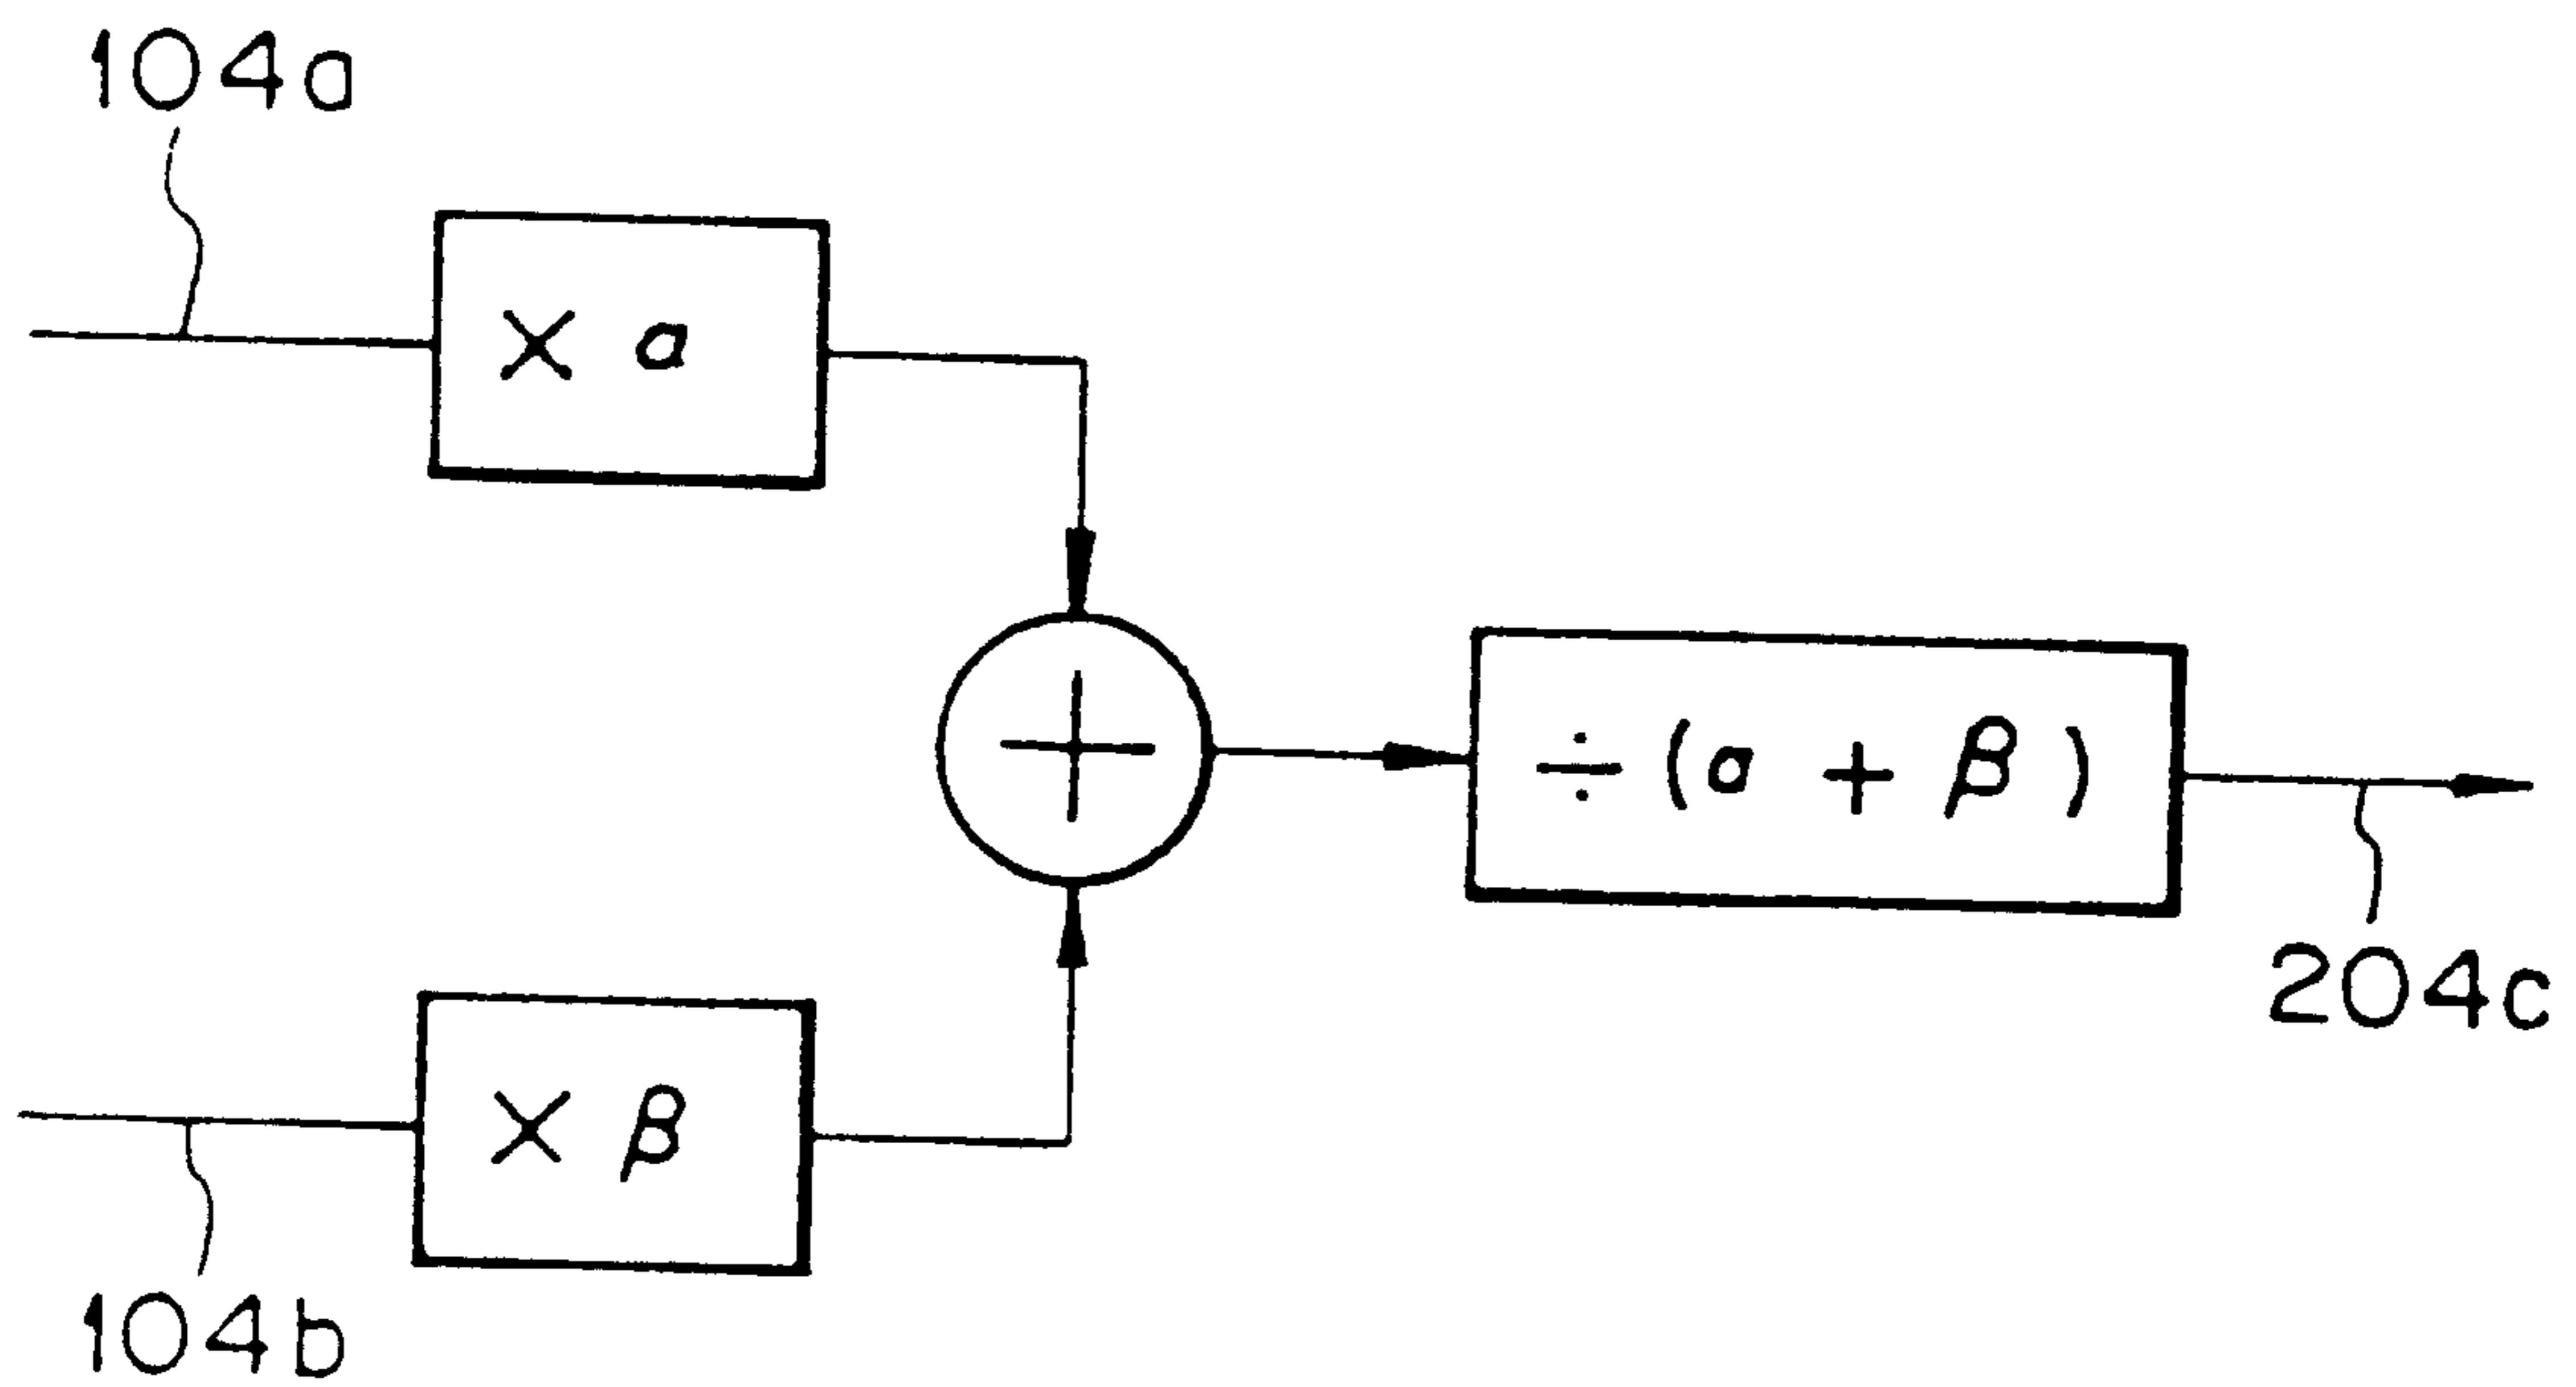 104a
× α
+
÷ (α + β)
204c
× β
104b